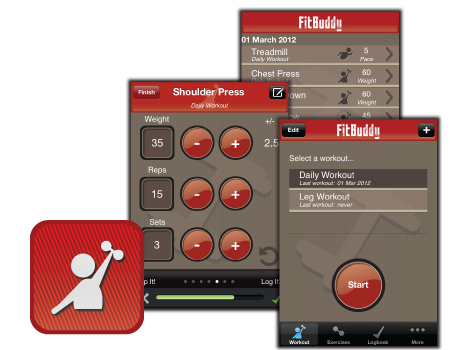 FitBuddy
01 March 2012
Treadmill
Daily Workout
5
Pace
Chest Press
Daily Workout
60
Weight
own
60
Weight
45
Finish
Shoulder Press
Daily Workout
Weight
+/-
35
-
+
2.5
Reps
15
-
+
Sets
3
-
+
p It!
Log It
Edit
FitBuddy
+
Select a workout...
Daily Workout
Last workout: 01 Mar 2012
Leg Workout
Last workout: never
Start
Workout
Exercises
Logbook
More